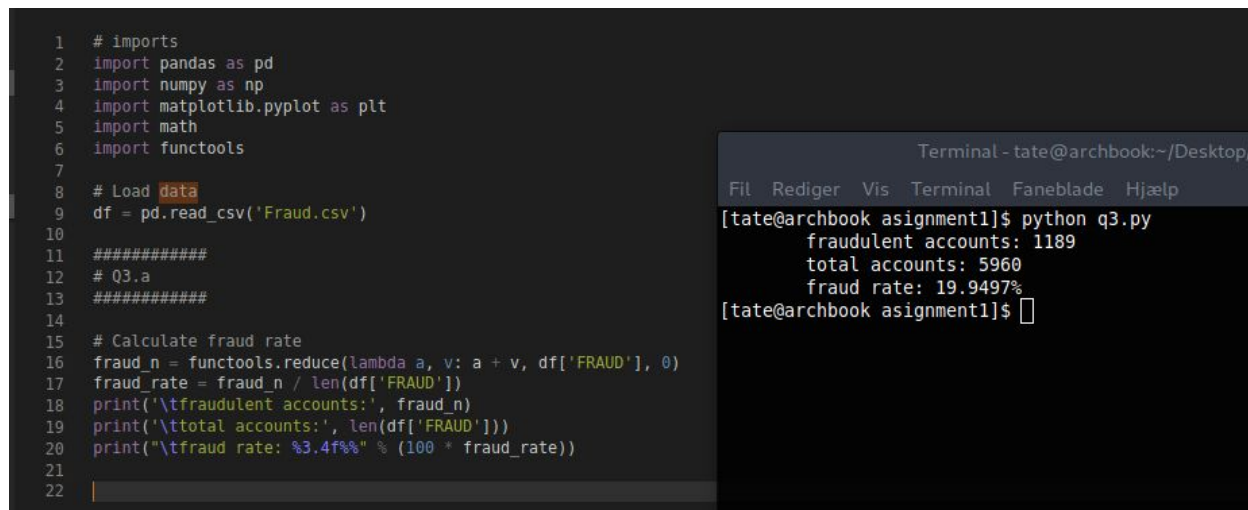 1 # imports
2 import pandas as pd
3 import numpy as np
4 import matplotlib.pyplot as plt
5 import math
6 import functools
7
8 # Load data
9 df = pd.read_csv('Fraud.csv')
10
11 ############
12 # Q3.a
13 ############
14
15 # Calculate fraud rate
16 fraud_n = functools.reduce(lambda a, v: a + v, df['FRAUD'], 0)
17 fraud_rate = fraud_n / len(df['FRAUD'])
18 print('\tfraudulent accounts:', fraud_n)
19 print('\ttotal accounts:', len(df['FRAUD']))
20 print("\tfraud rate: %3.4f%%" % (100 * fraud_rate))
21
22
Terminal - tate@archbook:~/Desktop/
Fil Rediger Vis Terminal Faneblade Hjælp
[tate@archbook asignment1]$ python q3.py
fraudulent accounts: 1189
total accounts: 5960
fraud rate: 19.9497%
[tate@archbook asignment1]$